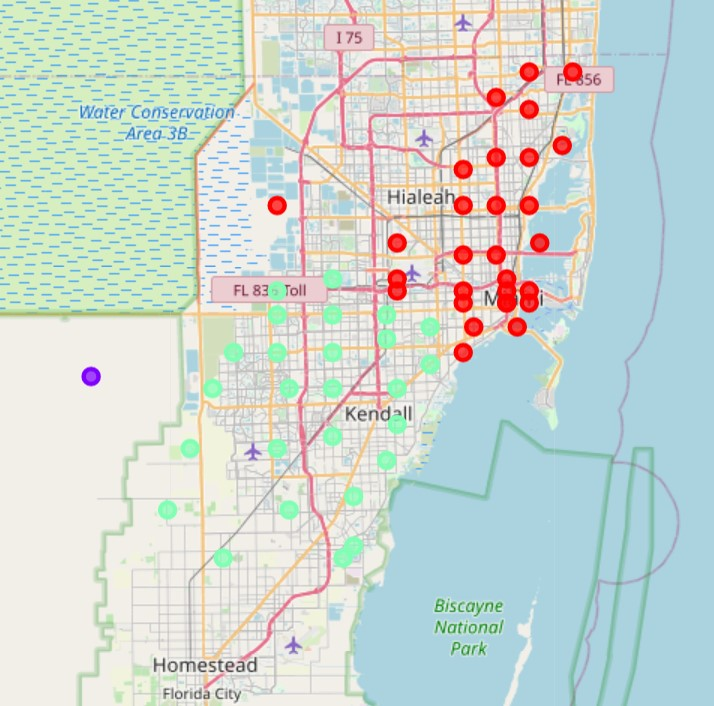 I 75
FL 856
Water Conservation
Area 3B
Hialeah
FL 836 Toll
Miami
Kendall
Biscayne
National
Park
Homestead
Florida City